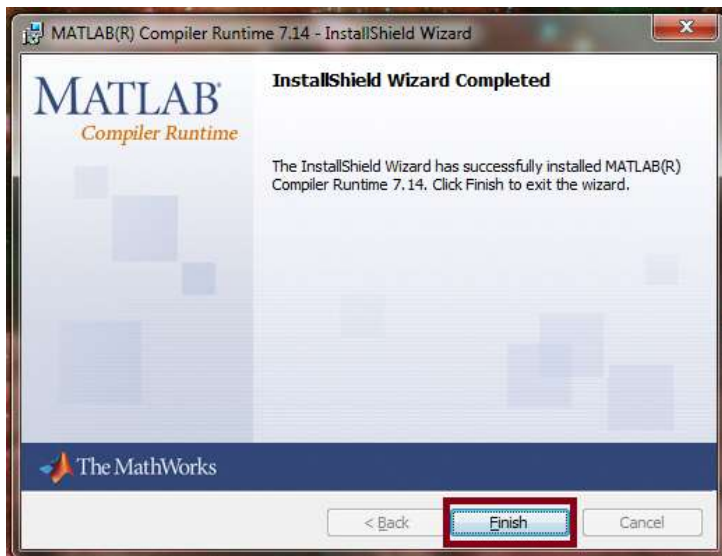 MATLAB(R) Compiler Runtime 7.14 - InstallShield Wizard
MATLAB®
Compiler Runtime
InstallShield Wizard Completed
The InstallShield Wizard has successfully installed MATLAB(R)
Compiler Runtime 7.14. Click Finish to exit the wizard.
The MathWorks
< Back
Finish
Cancel